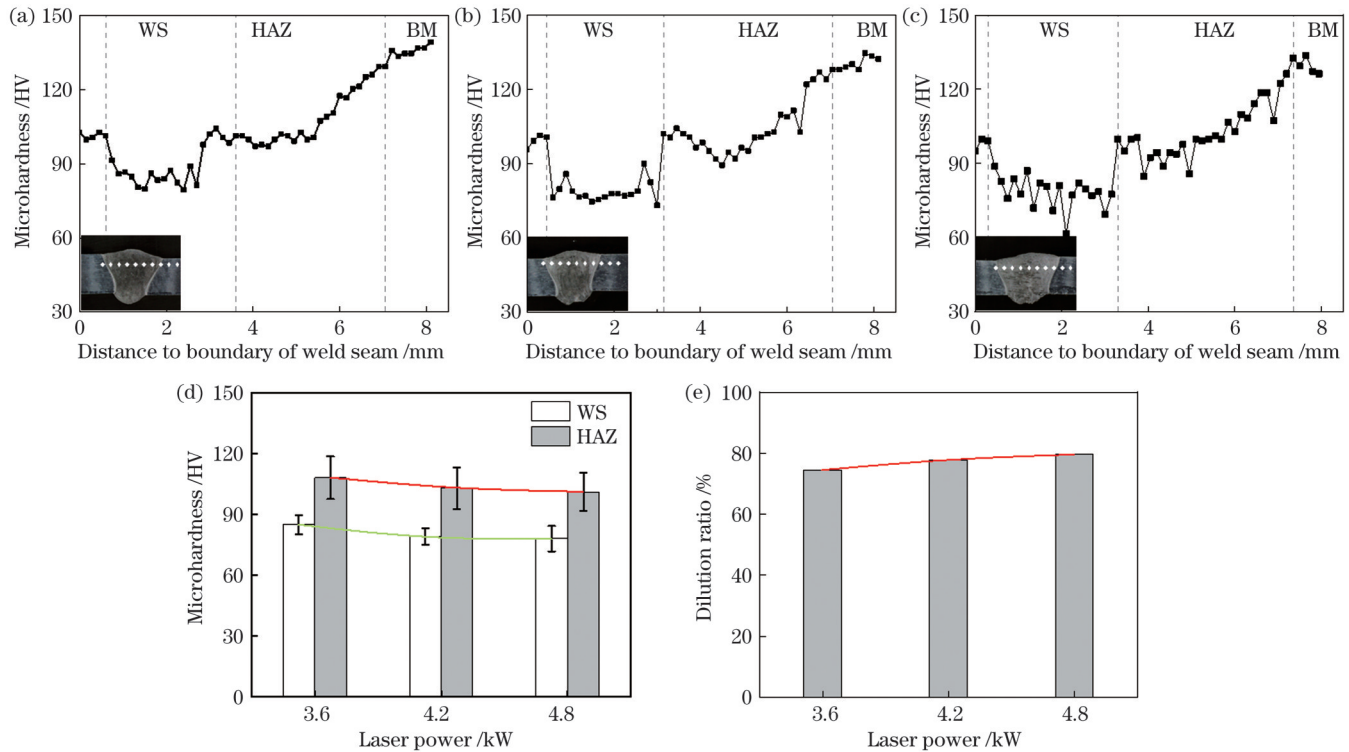 (a)
150
120
90
60
30
WS
HAZ
BM
Microhardness /HV
0
2
4
6
8
Distance to boundary of weld seam /mm
(b)
150
120
90
60
30
WS
HAZ
BM
Microhardness /HV
0
2
4
6
8
Distance to boundary of weld seam /mm
(c)
150
120
90
60
30
WS
HAZ
BM
Microhardness /HV
0
2
4
6
8
Distance to boundary of weld seam /mm
(d)
150
120
90
60
30
0
WS
HAZ
Microhardness /HV
3.6
4.2
4.8
Laser power /kW
(e)
100
80
60
40
20
0
Dilution ratio /%
3.6
4.2
4.8
Laser power /kW